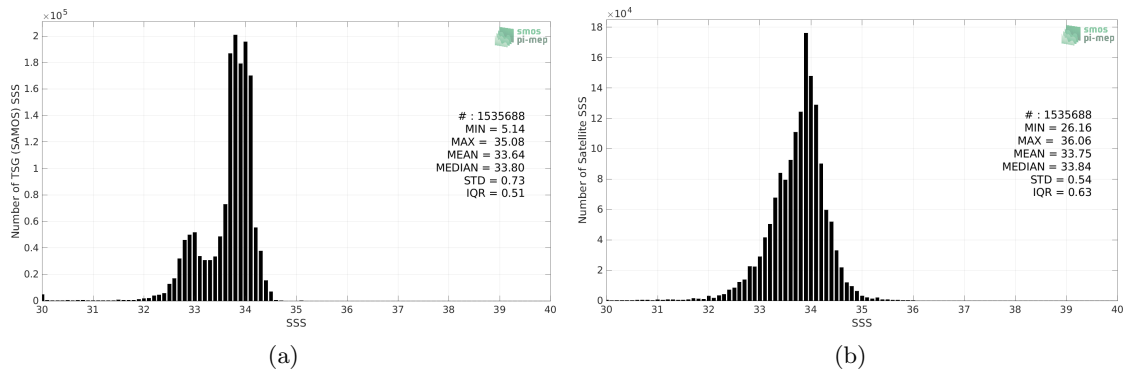 ×10⁵
2
1.8
1.6
1.4
1.2
1
0.8
0.6
0.4
0.2
0
Number of TSG (SAMOS) SSS
30 31 32 33 34 35 36 37 38 39 40
SSS
smos
pi-mep
# : 1535688
MIN = 5.14
MAX = 35.08
MEAN = 33.64
MEDIAN = 33.80
STD = 0.73
IQR = 0.51
(a)
×10⁴
18
16
14
12
10
8
6
4
2
0
Number of Satellite SSS
30 31 32 33 34 35 36 37 38 39 40
SSS
smos
pi-mep
# : 1535688
MIN = 26.16
MAX = 36.06
MEAN = 33.75
MEDIAN = 33.84
STD = 0.54
IQR = 0.63
(b)